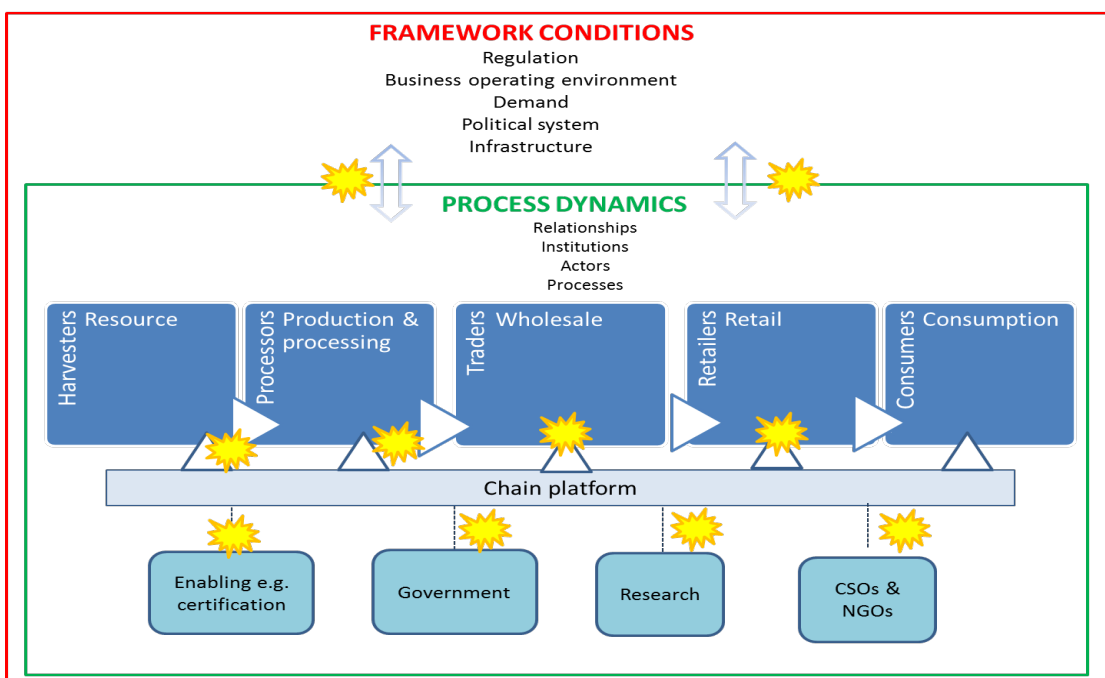 FRAMEWORK CONDITIONS
Regulation
Business operating environment
Demand
Political system
Infrastructure
PROCESS DYNAMICS
Relationships
Institutions
Actors
Processes
Harvesters
Resource
Processors
Production &
processing
Traders
Wholesale
Retailers
Retail
Consumers
Consumption
Chain platform
Enabling e.g.
certification
Government
Research
CSOs &
NGOs